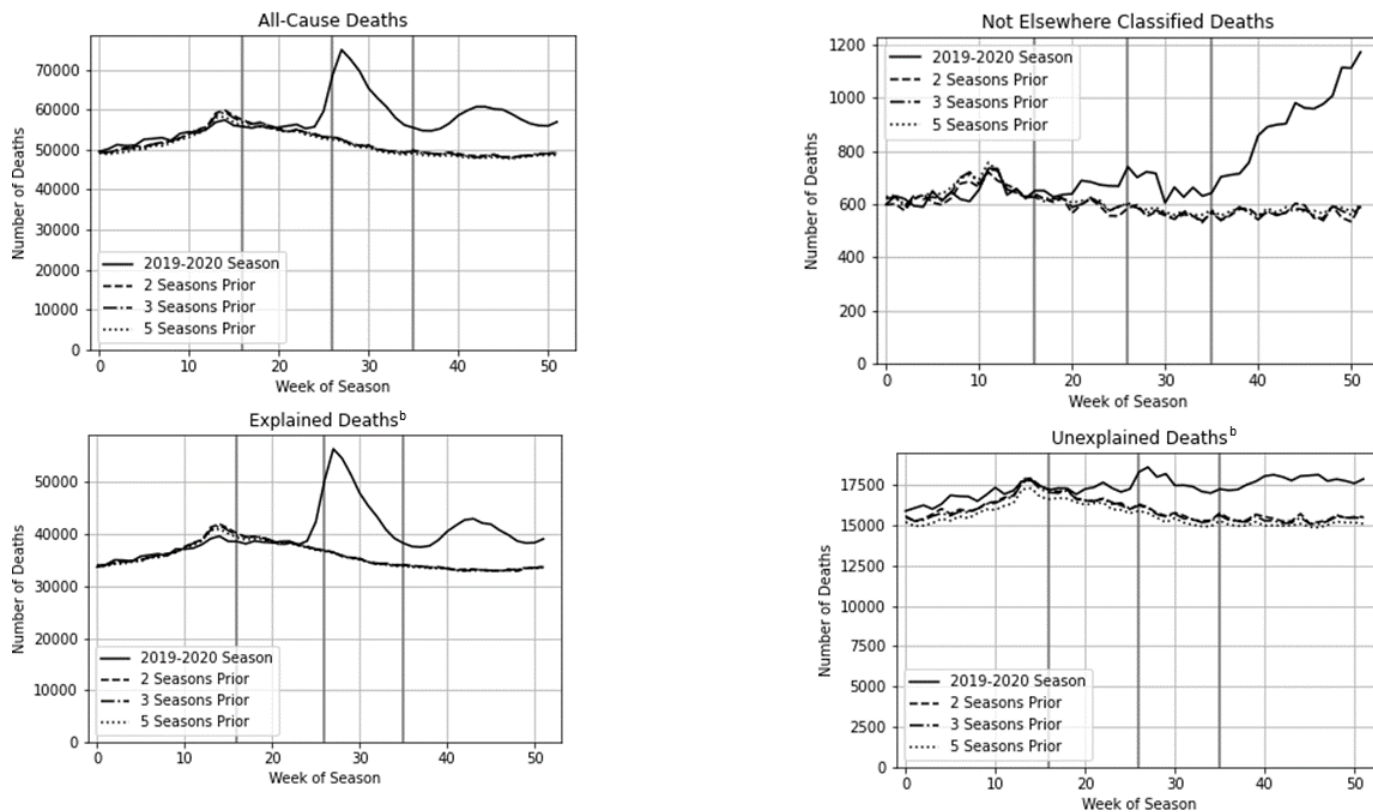 All-Cause Deaths
Number of Deaths
70000
60000
50000
40000
30000
20000
10000
0
2019-2020 Season
2 Seasons Prior
3 Seasons Prior
5 Seasons Prior
0 10 20 30 40 50
Week of Season
Not Elsewhere Classified Deaths
Number of Deaths
1200
1000
800
600
400
200
0
2019-2020 Season
2 Seasons Prior
3 Seasons Prior
5 Seasons Prior
0 10 20 30 40 50
Week of Season
Explained Deathsᵇ
Number of Deaths
50000
40000
30000
20000
10000
0
2019-2020 Season
2 Seasons Prior
3 Seasons Prior
5 Seasons Prior
0 10 20 30 40 50
Week of Season
Unexplained Deathsᵇ
Number of Deaths
17500
15000
12500
10000
7500
5000
2500
0
2019-2020 Season
2 Seasons Prior
3 Seasons Prior
5 Seasons Prior
0 10 20 30 40 50
Week of Season